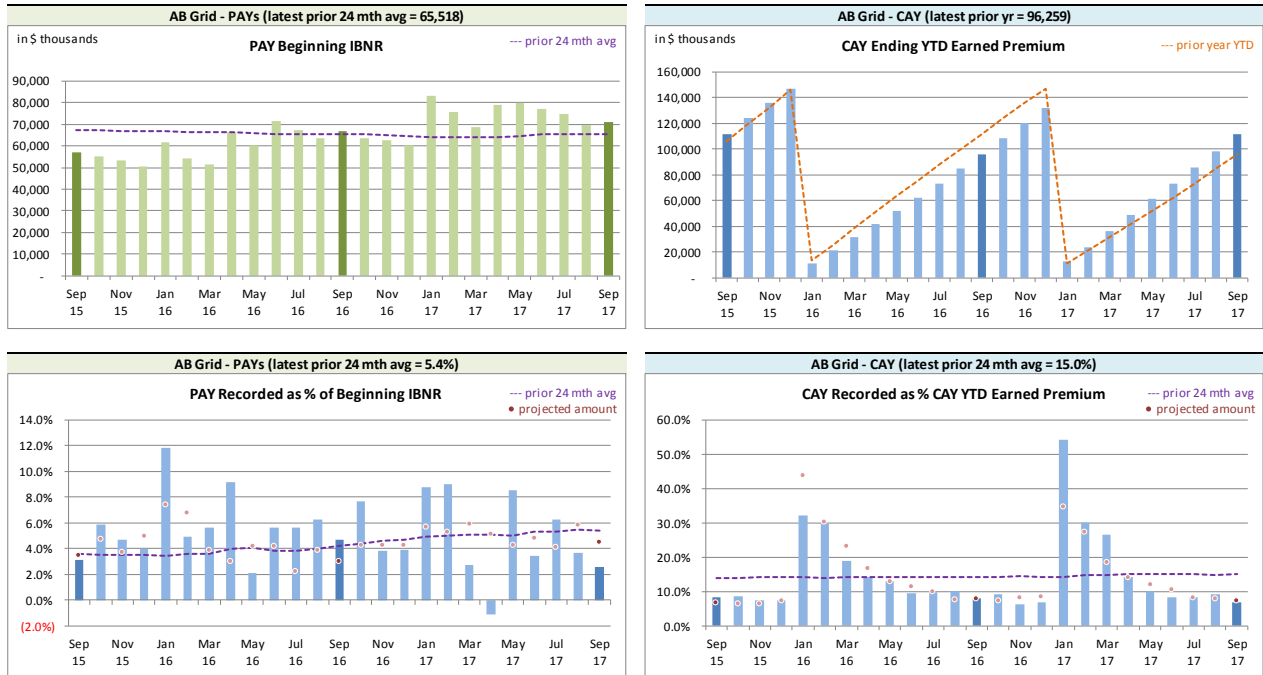 AB Grid - PAYs (latest prior 24 mth avg = 65,518)
in $ thousands
PAY Beginning IBNR
--- prior 24 mth avg
90,000
80,000
70,000
60,000
50,000
40,000
30,000
20,000
10,000
-
Sep Nov Jan Mar May Jul Sep Nov Jan Mar May Jul Sep
15 15 16 16 16 16 16 16 17 17 17 17 17
AB Grid - CAY (latest prior yr = 96,259)
in $ thousands
CAY Ending YTD Earned Premium
--- prior year YTD
160,000
140,000
120,000
100,000
80,000
60,000
40,000
20,000
-
Sep Nov Jan Mar May Jul Sep Nov Jan Mar May Jul Sep
15 15 16 16 16 16 16 16 17 17 17 17 17
AB Grid - PAYs (latest prior 24 mth avg = 5.4%)
PAY Recorded as % of Beginning IBNR
--- prior 24 mth avg
• projected amount
14.0%
12.0%
10.0%
8.0%
6.0%
4.0%
2.0%
0.0%
(2.0%)
Sep Nov Jan Mar May Jul Sep Nov Jan Mar May Jul Sep
15 15 16 16 16 16 16 16 17 17 17 17 17
AB Grid - CAY (latest prior 24 mth avg = 15.0%)
CAY Recorded as % CAY YTD Earned Premium
--- prior 24 mth avg
• projected amount
60.0%
50.0%
40.0%
30.0%
20.0%
10.0%
0.0%
Sep Nov Jan Mar May Jul Sep Nov Jan Mar May Jul Sep
15 15 16 16 16 16 16 16 17 17 17 17 17